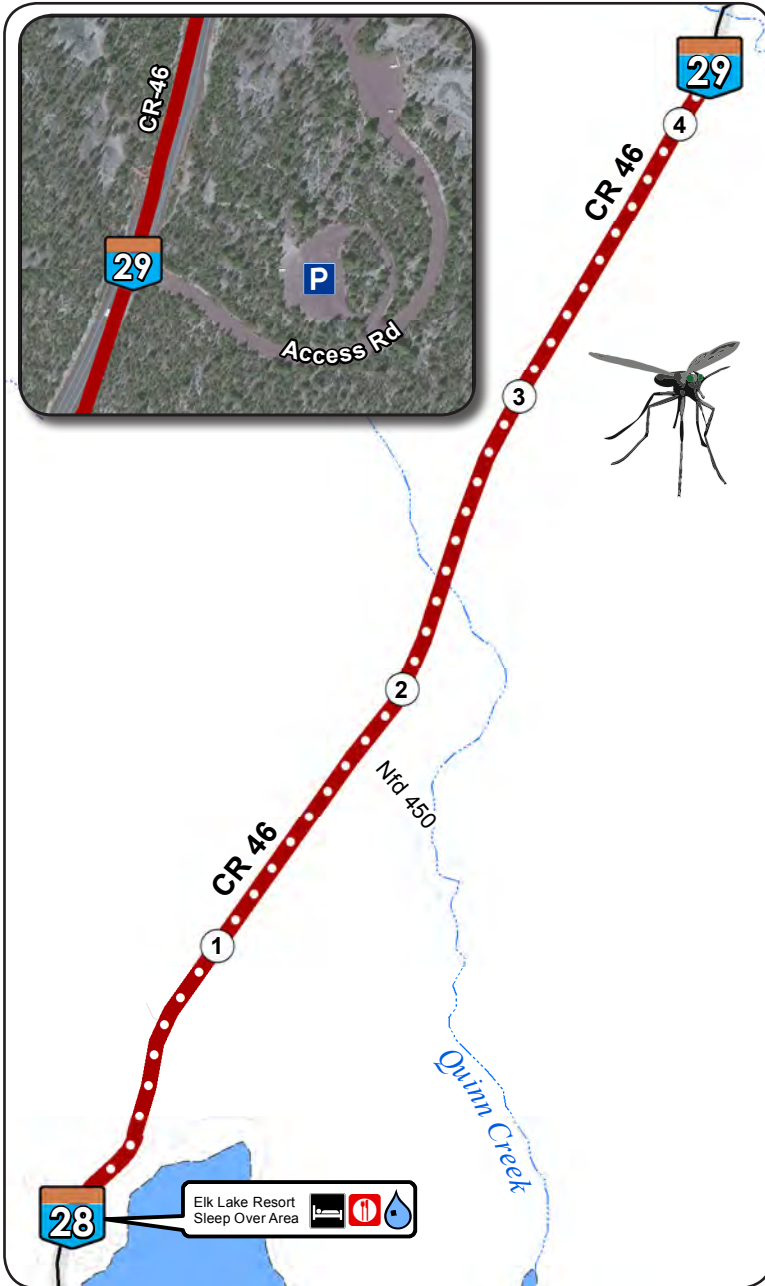 CR-46
29
P
Access Rd
29
4
CR 46
3
2
Nfd 450
CR 46
1
Quinn Creek
28
Elk Lake Resort
Sleep Over Area